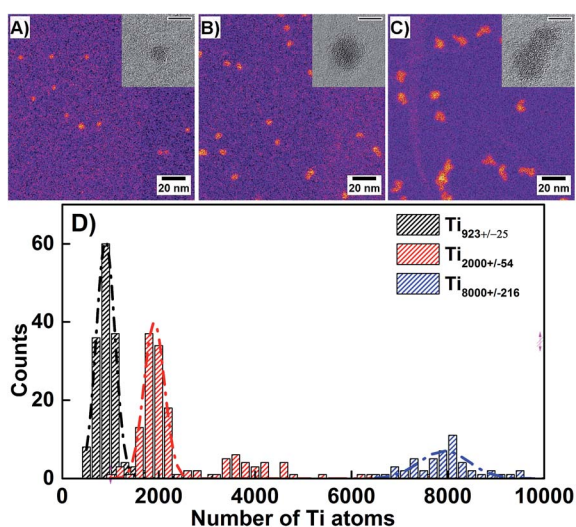 A) B) C)
20 nm 20 nm 20 nm
D)
Ti923+/−25
Ti2000+/-54
Ti8000+/-216
60
40
20
0
Counts
0 2000 4000 6000 8000 10000
Number of Ti atoms